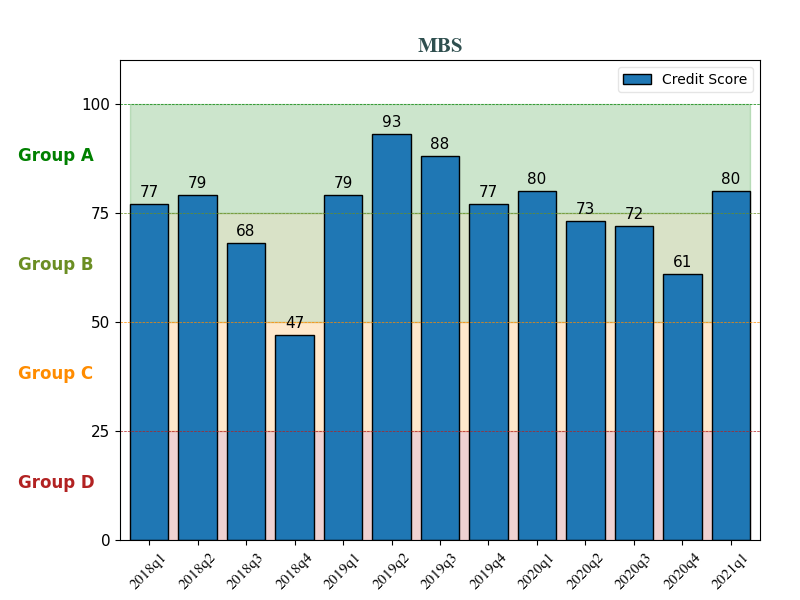 MBS
Credit Score
100
75
50
25
0
Group A
Group B
Group C
Group D
77
79
68
47
79
93
88
77
80
73
72
61
80
2018q1
2018q2
2018q3
2018q4
2019q1
2019q2
2019q3
2019q4
2020q1
2020q2
2020q3
2020q4
2021q1